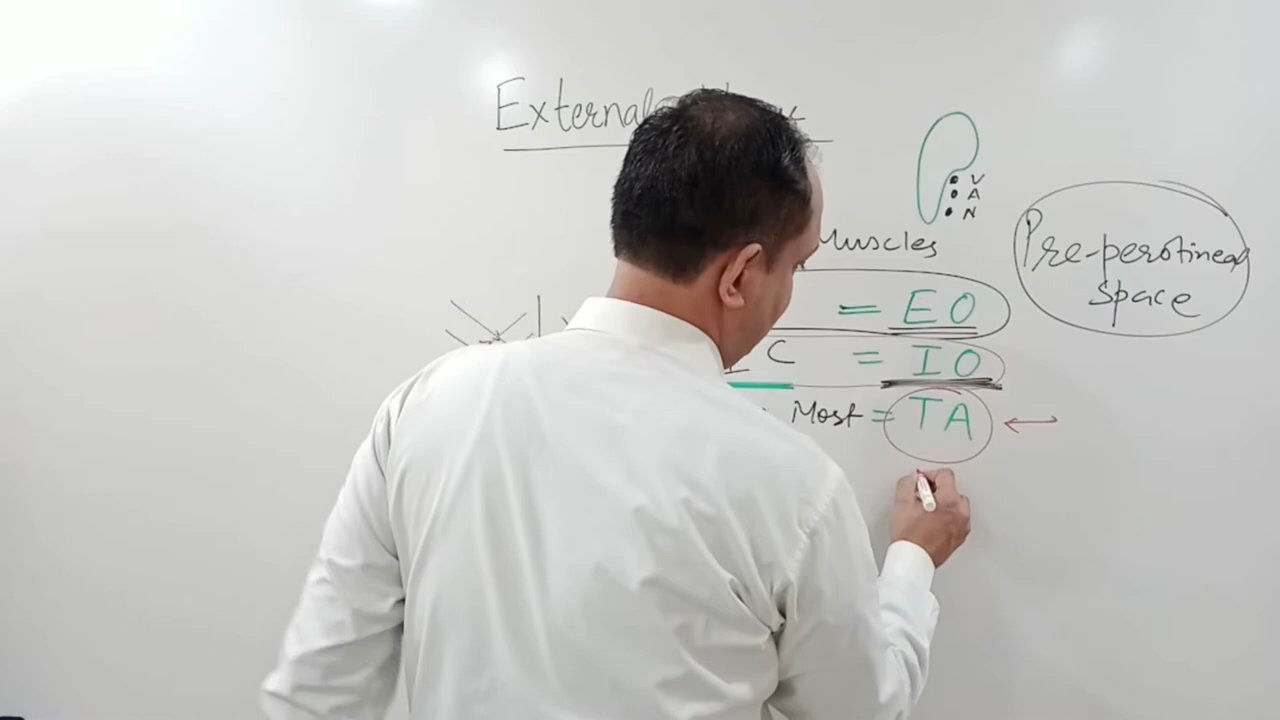 External
V
A
N
Muscles
Pre-perotineal
space
= EO
I C = IO
Most = TA